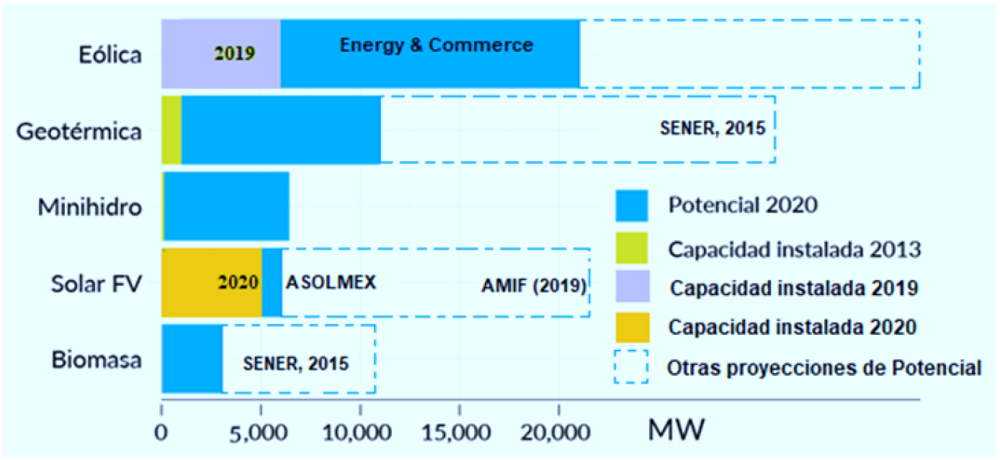 Eólica
2019
Energy & Commerce
Geotérmica
SENER, 2015
Minihidro
Solar FV
2020
ASOLMEX
AMIF (2019)
Biomasa
SENER, 2015
Potencial 2020
Capacidad instalada 2013
Capacidad instalada 2019
Capacidad instalada 2020
Otras proyecciones de Potencial
0 5,000 10,000 15,000 20,000 MW